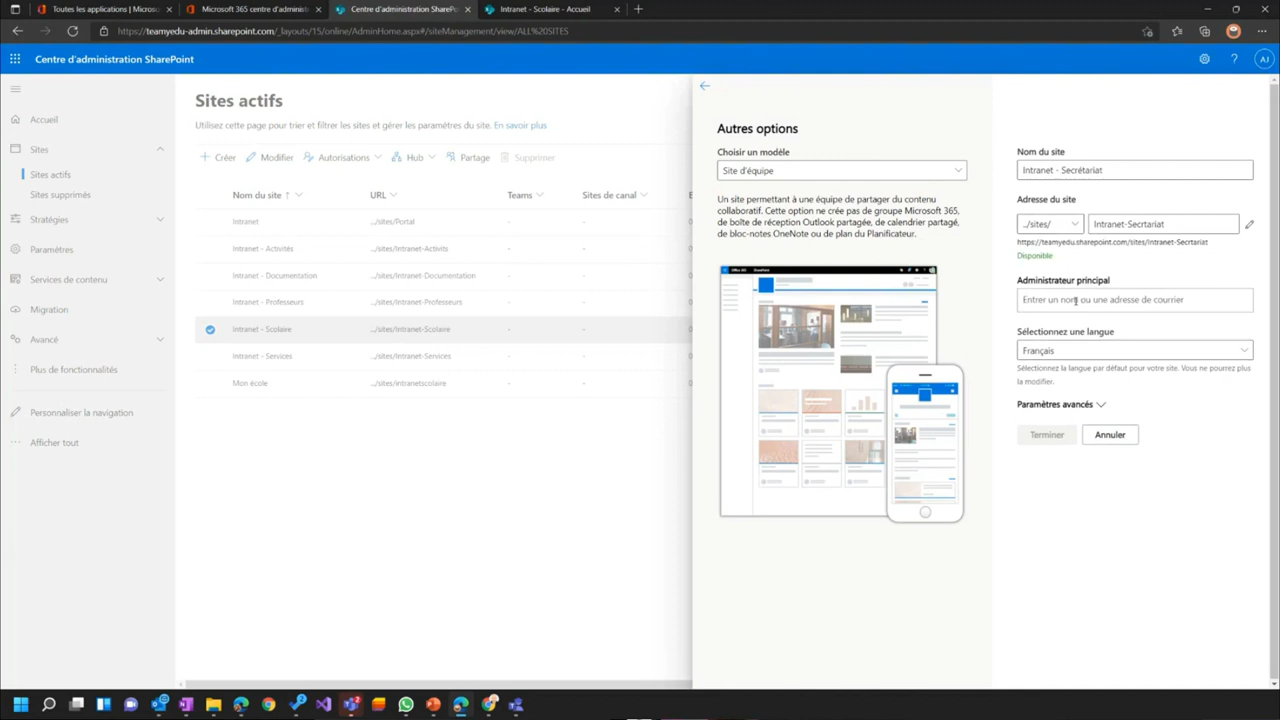 Toutes les applications | Microso
Microsoft 365 centre d'administr
Centre d'administration SharePo
Intranet - Scolaire - Accueil
https://teamyedu-admin.sharepoint.com/_layouts/15/online/AdminHome.aspx#/siteManagement/view/ALL%20SITES
Centre d'administration SharePoint
AJ
Accueil
Sites
Sites actifs
Sites supprimés
Stratégies
Paramètres
Services de contenu
Migration
Avancé
Plus de fonctionnalités
Personnaliser la navigation
Afficher tout
Sites actifs
Utilisez cette page pour trier et filtrer les sites et gérer les paramètres du site. En savoir plus
Créer Modifier Autorisations Hub Partage Supprimer
Nom du site ↑ URL Teams Sites de canal
Intranet .../sites/Portal - -
Intranet - Activités .../sites/Intranet-Activits - -
Intranet - Documentation .../sites/Intranet-Documentation - -
Intranet - Professeurs .../sites/Intranet-Professeurs - -
Intranet - Scolaire .../sites/Intranet-Scolaire - -
Intranet - Services .../sites/Intranet-Services - -
Mon école .../sites/intranetscolaire - -
Autres options
Choisir un modèle
Site d'équipe
Un site permettant à une équipe de partager du contenu
collaboratif. Cette option ne crée pas de groupe Microsoft 365,
de boîte de réception Outlook partagée, de calendrier partagé,
de bloc-notes OneNote ou de plan du Planificateur.
Office 365 SharePoint
Nom du site
Intranet - Secrétariat
Adresse du site
../sites/ Intranet-Secrtariat
https://teamyedu.sharepoint.com/sites/Intranet-Secrtariat
Disponible
Administrateur principal
Entrer un nom ou une adresse de courrier
Sélectionnez une langue
Français
Sélectionnez la langue par défaut pour votre site. Vous ne pourrez plus
la modifier.
Paramètres avancés
Terminer Annuler